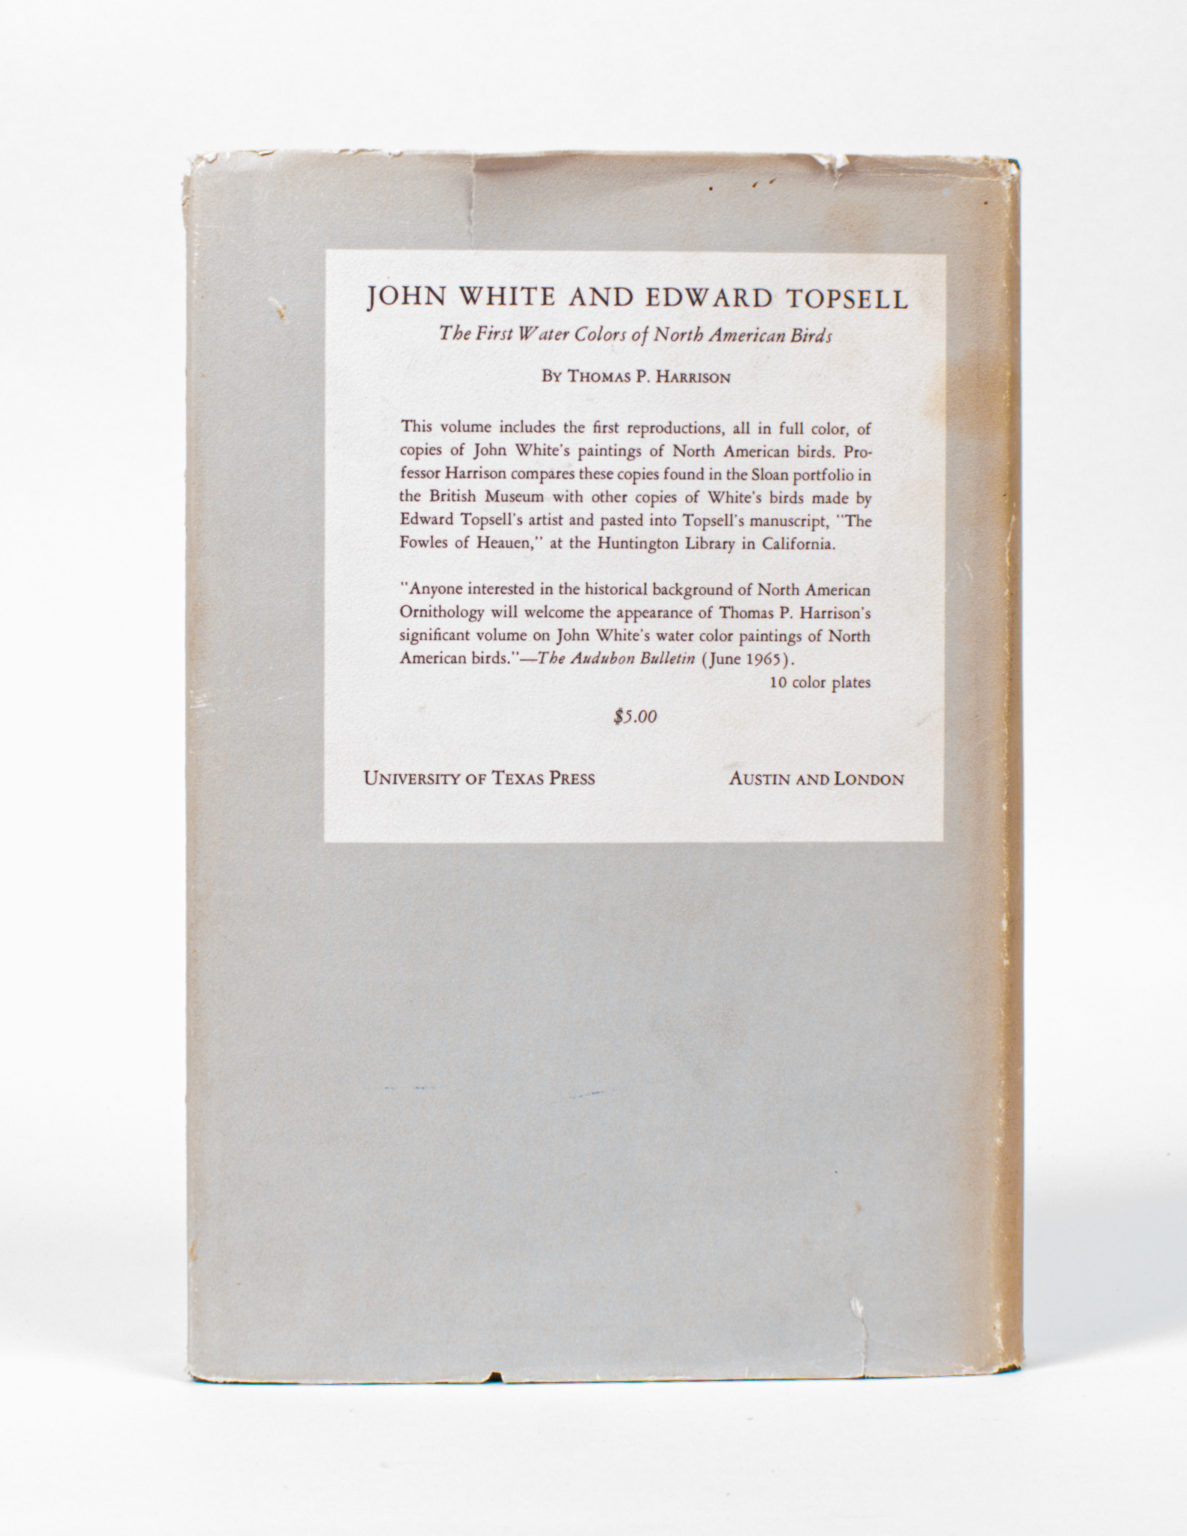 JOHN WHITE AND EDWARD TOPSELL
The First Water Colors of North American Birds
BY THOMAS P. HARRISON
This volume includes the first reproductions, all in full color, of
copies of John White's paintings of North American birds. Pro-
fessor Harrison compares these copies found in the Sloan portfolio in
the British Museum with other copies of White's birds made by
Edward Topsell's artist and pasted into Topsell's manuscript, "The
Fowles of Heauen," at the Huntington Library in California.
"Anyone interested in the historical background of North American
Ornithology will welcome the appearance of Thomas P. Harrison's
significant volume on John White's water color paintings of North
American birds."—The Audubon Bulletin (June 1965).
10 color plates
$5.00
UNIVERSITY OF TEXAS PRESS AUSTIN AND LONDON